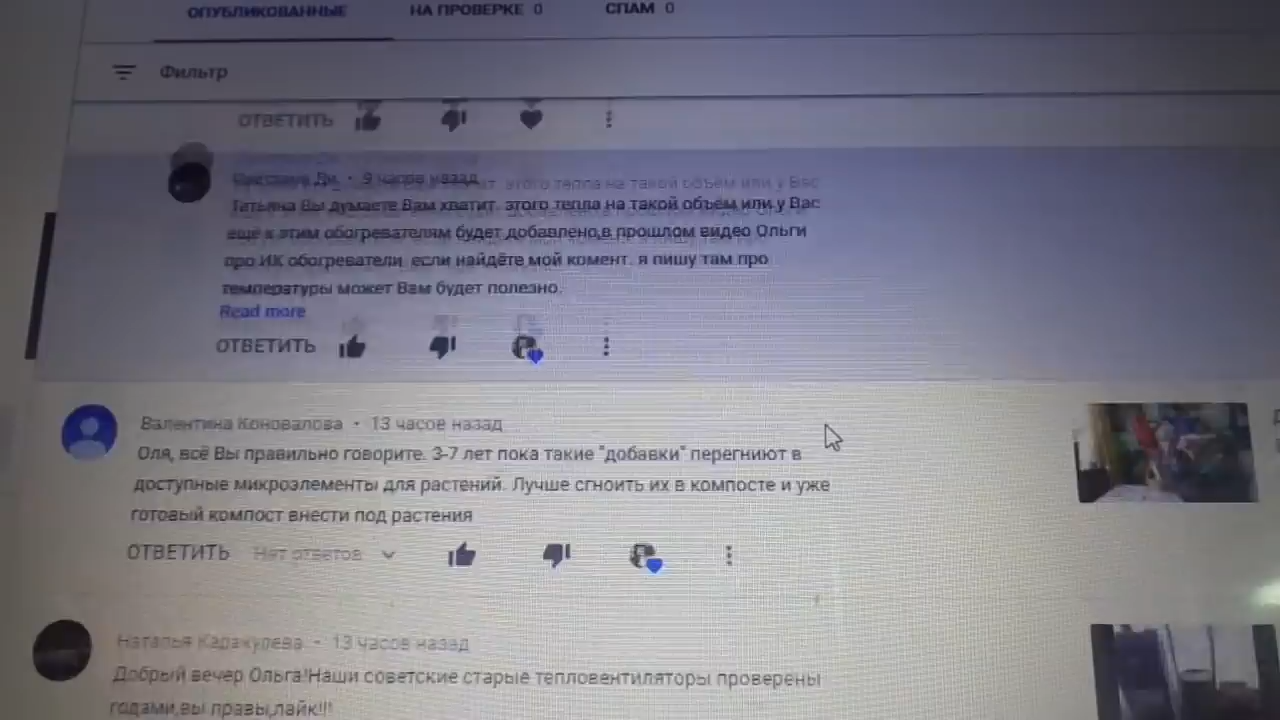 ОПУБЛИКОВАННЫЕ НА ПРОВЕРКЕ 0 СПАМ 0
Фильтр
ОТВЕТИТЬ
Ди • 9 часов назад
Татьяна Вы думаете Вам хватит. этого тепла на такой объём или у Вас
ещё к этим обогревателям будет добавлено,в прошлом видео Ольги
про ИК обогреватели если найдёте мой комент. я пишу там про
температуры может Вам будет полезно.
Read more
ОТВЕТИТЬ
Валентина Коновалова • 13 часов назад
Оля, всё Вы правильно говорите. 3-7 лет пока такие "добавки" перегниют в
доступные микроэлементы для растений. Лучше сгноить их в компосте и уже
готовый компост внести под растения
ОТВЕТИТЬ Нет ответов
Наталья Каракулева • 13 часов назад
Добрый вечер Ольга!Наши советские старые тепловентиляторы проверены
годами,вы правы,лайк!!!